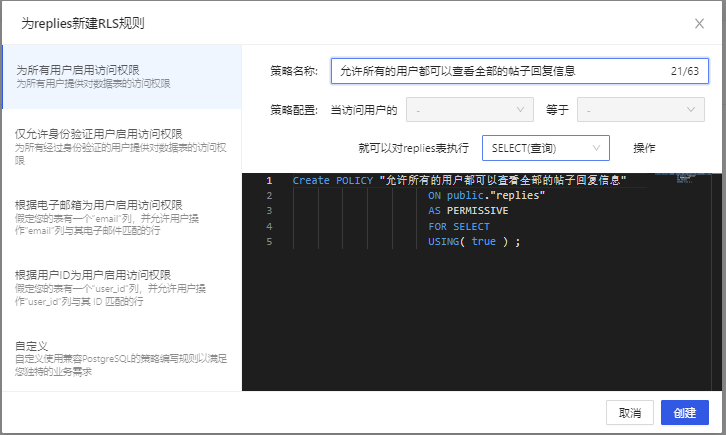 为replies新建RLS规则
为所有用户启用访问权限
为所有用户提供对数据表的访问权限
仅允许身份验证用户启用访问权限
为所有经过身份验证的用户提供对数据表的访问权
限
根据电子邮箱为用户启用访问权限
假定您的表有一个"email"列，并允许用户操
作"email"列与其电子邮件匹配的行
根据用户ID为用户启用访问权限
假定您的表有一个"user_id"列，并允许用户操
作"user_id"列与其 ID 匹配的行
自定义
自定义使用兼容PostgreSQL的策略编写规则以满足
您独特的业务需求
策略名称: 允许所有的用户都可以查看全部的帖子回复信息 21/63
策略配置: 当访问用户的 - 等于 -
就可以对replies表执行 SELECT(查询) 操作
1 Create POLICY "允许所有的用户都可以查看全部的帖子回复信息"
2 ON public."replies"
3 AS PERMISSIVE
4 FOR SELECT
5 USING( true ) ;
取消 创建